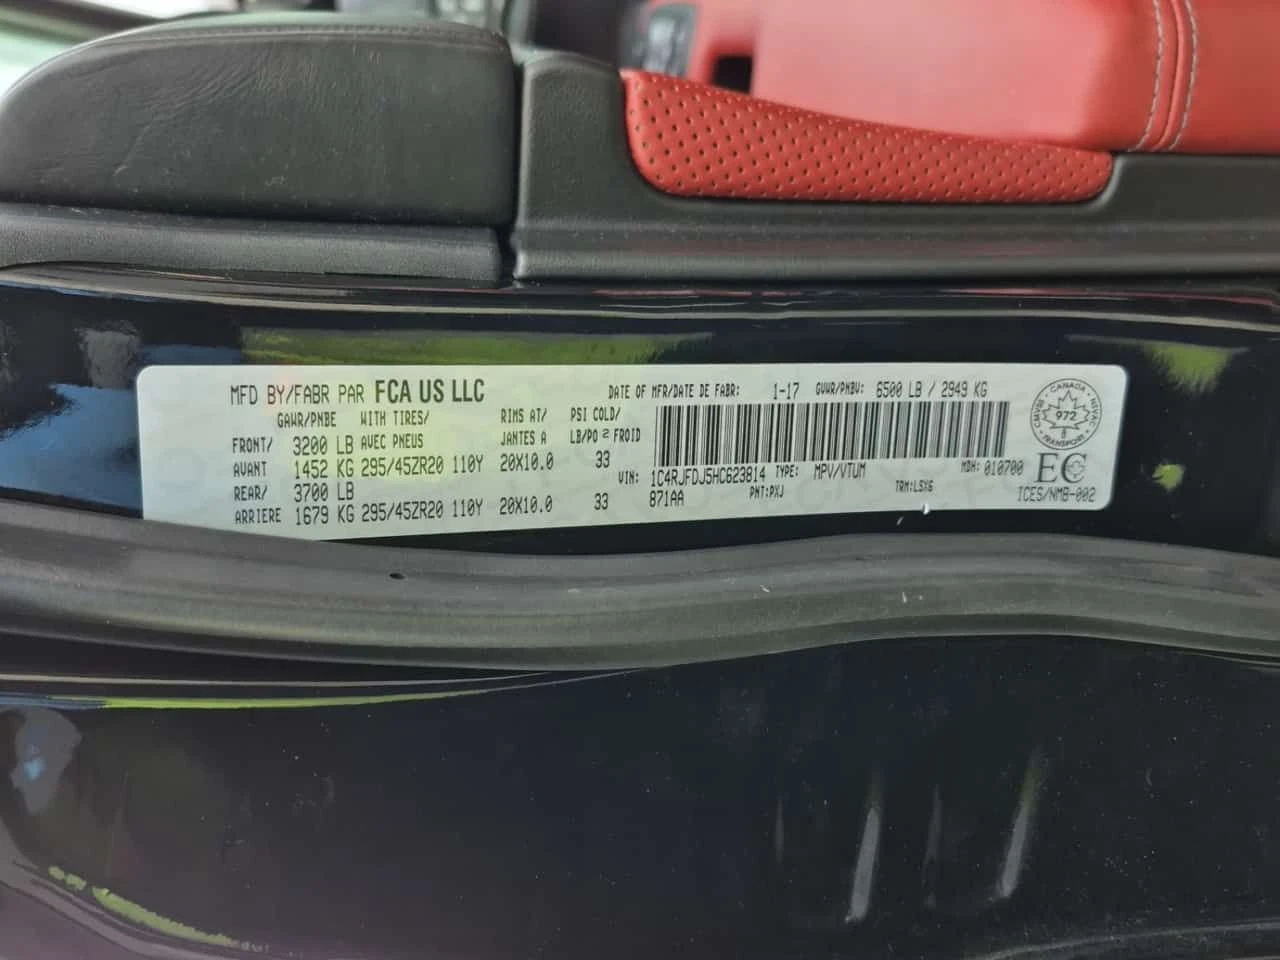 MFD BY/FABR PAR FCA US LLC DATE OF MFR/DATE DE FABR: 1-17 GVWR/PNBV: 6500 LB / 2949 KG
GAWR/PNBE WITH TIRES/ RIMS AT/ PSI COLD/
FRONT/ 3200 LB AVEC PNEUS JANTES A LB/PO² FROID
AVANT 1452 KG 295/45ZR20 110Y 20X10.0 33
REAR/ 3700 LB
ARRIERE 1679 KG 295/45ZR20 110Y 20X10.0 33
VIN: 1C4RJFDJ5HC623814 TYPE: MPV/VTUM MDH: 010700
871AA PNT:PXJ TRM:LSX6
CANADA
CMVSS NSVAC
972
TRANSPORT
EC
ICES/NMB-002